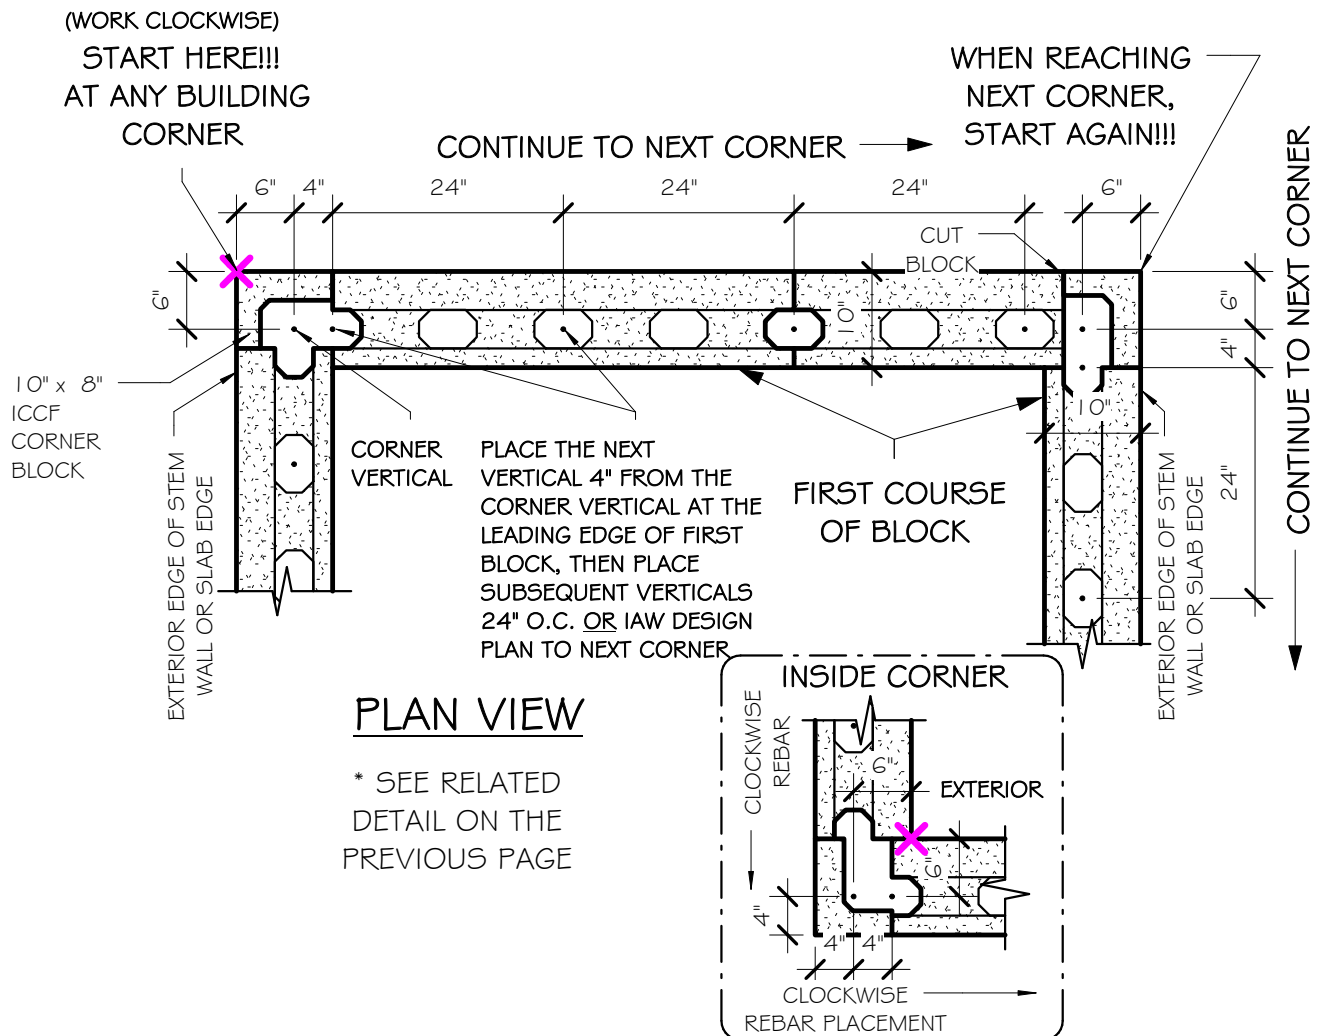 (WORK CLOCKWISE)
START HERE!!!
AT ANY BUILDING
CORNER
WHEN REACHING
NEXT CORNER,
START AGAIN!!!
CONTINUE TO NEXT CORNER
6"
4"
24"
24"
24"
6"
CUT
BLOCK
6"
10"
6"
4"
24"
CONTINUE TO NEXT CORNER
10" x 8"
ICCF
CORNER
BLOCK
EXTERIOR EDGE OF STEM
WALL OR SLAB EDGE
CORNER
VERTICAL
PLACE THE NEXT
VERTICAL 4" FROM THE
CORNER VERTICAL AT THE
LEADING EDGE OF FIRST
BLOCK, THEN PLACE
SUBSEQUENT VERTICALS
24" O.C. OR IAW DESIGN
PLAN TO NEXT CORNER
FIRST COURSE
OF BLOCK
10"
EXTERIOR EDGE OF STEM
WALL OR SLAB EDGE
PLAN VIEW
* SEE RELATED
DETAIL ON THE
PREVIOUS PAGE
INSIDE CORNER
CLOCKWISE
REBAR
6"
EXTERIOR
6"
4"
4"
4"
CLOCKWISE
REBAR PLACEMENT